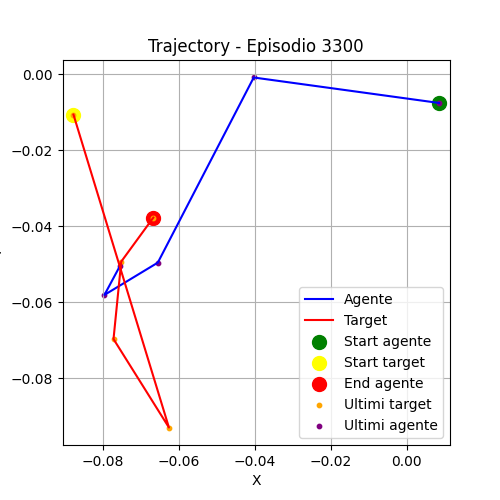 Trajectory - Episodio 3300
0.00
−0.02
−0.04
−0.06
−0.08
Agente
Target
Start agente
Start target
End agente
Ultimi target
Ultimi agente
−0.08 −0.06 −0.04 −0.02 0.00
X